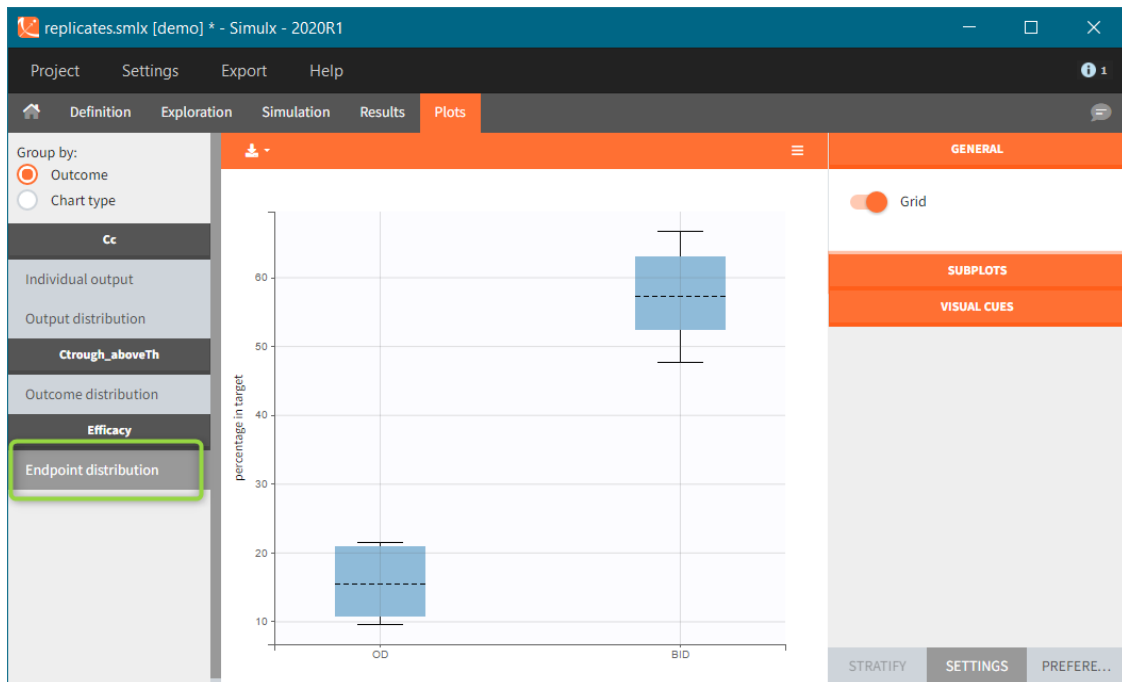 replicates.smlx [demo] * - Simulx - 2020R1
Project Settings Export Help
1
Definition Exploration Simulation Results Plots
Group by:
Outcome
Chart type
Cc
Individual output
Output distribution
Ctrough_aboveTh
Outcome distribution
Efficacy
Endpoint distribution
percentage in target
60
50
40
30
20
10
OD BID
GENERAL
Grid
SUBPLOTS
VISUAL CUES
STRATIFY SETTINGS PREFERE...